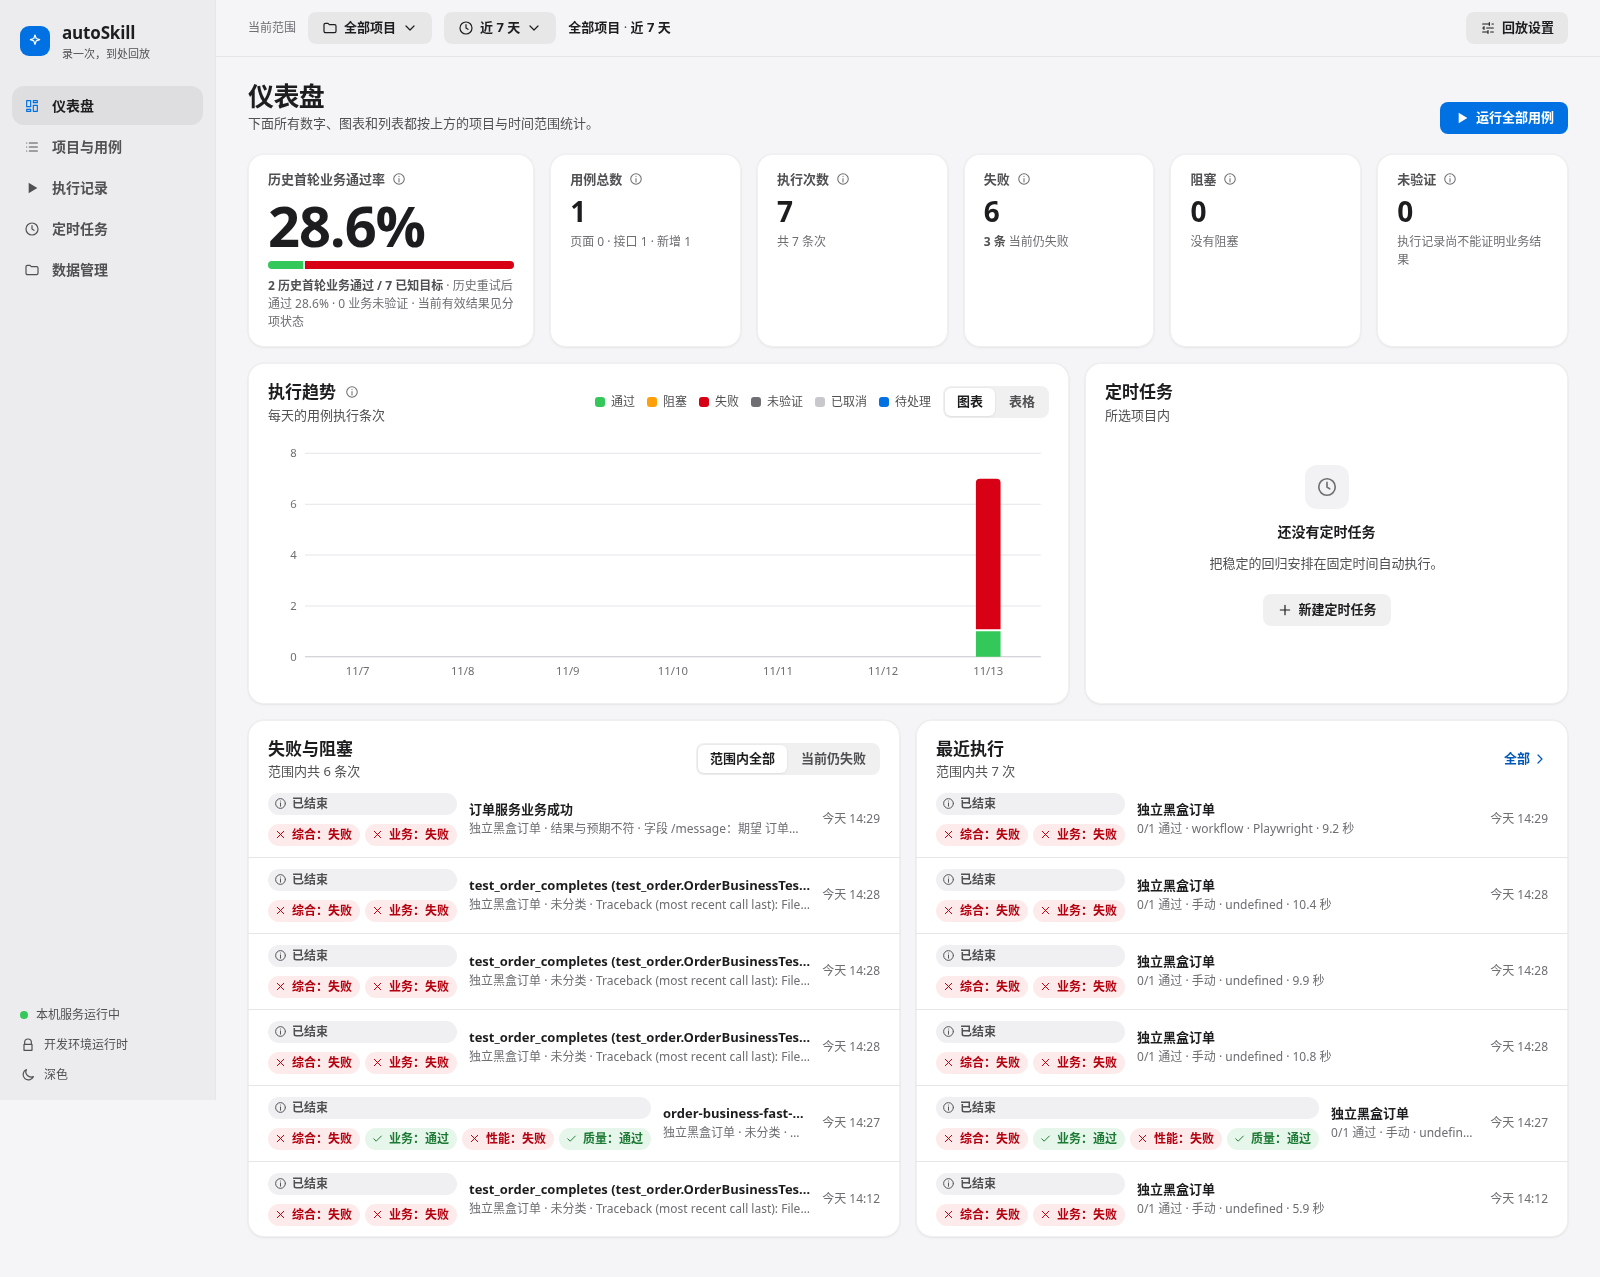 autoSkill
录一次，到处回放
仪表盘
项目与用例
执行记录
定时任务
数据管理
本机服务运行中
开发环境运行时
深色
当前范围
全部项目
近 7 天
全部项目 · 近 7 天
回放设置
仪表盘
下面所有数字、图表和列表都按上方的项目与时间范围统计。
运行全部用例
历史首轮业务通过率
28.6%
2 历史首轮业务通过 / 7 已知目标 · 历史重试后
通过 28.6% · 0 业务未验证 · 当前有效结果见分
项状态
用例总数
1
页面 0 · 接口 1 · 新增 1
执行次数
7
共 7 条次
失败
6
3 条 当前仍失败
阻塞
0
没有阻塞
未验证
0
执行记录尚不能证明业务结
果
执行趋势
每天的用例执行条次
通过
阻塞
失败
未验证
已取消
待处理
图表
表格
8
6
4
2
0
11/7
11/8
11/9
11/10
11/11
11/12
11/13
定时任务
所选项目内
还没有定时任务
把稳定的回归安排在固定时间自动执行。
新建定时任务
失败与阻塞
范围内共 6 条次
范围内全部
当前仍失败
已结束
综合：失败
业务：失败
订单服务业务成功
独立黑盒订单 · 结果与预期不符 · 字段 /message：期望 订单...
今天 14:29
已结束
综合：失败
业务：失败
test_order_completes (test_order.OrderBusinessTes...
独立黑盒订单 · 未分类 · Traceback (most recent call last): File...
今天 14:28
已结束
综合：失败
业务：失败
test_order_completes (test_order.OrderBusinessTes...
独立黑盒订单 · 未分类 · Traceback (most recent call last): File...
今天 14:28
已结束
综合：失败
业务：失败
test_order_completes (test_order.OrderBusinessTes...
独立黑盒订单 · 未分类 · Traceback (most recent call last): File...
今天 14:28
已结束
综合：失败
业务：通过
性能：失败
质量：通过
order-business-fast-...
独立黑盒订单 · 未分类 · ...
今天 14:27
已结束
综合：失败
业务：失败
test_order_completes (test_order.OrderBusinessTes...
独立黑盒订单 · 未分类 · Traceback (most recent call last): File...
今天 14:12
最近执行
范围内共 7 次
全部
已结束
综合：失败
业务：失败
独立黑盒订单
0/1 通过 · workflow · Playwright · 9.2 秒
今天 14:29
已结束
综合：失败
业务：失败
独立黑盒订单
0/1 通过 · 手动 · undefined · 10.4 秒
今天 14:28
已结束
综合：失败
业务：失败
独立黑盒订单
0/1 通过 · 手动 · undefined · 9.9 秒
今天 14:28
已结束
综合：失败
业务：失败
独立黑盒订单
0/1 通过 · 手动 · undefined · 10.8 秒
今天 14:28
已结束
综合：失败
业务：通过
性能：失败
质量：通过
独立黑盒订单
0/1 通过 · 手动 · undefin...
今天 14:27
已结束
综合：失败
业务：失败
独立黑盒订单
0/1 通过 · 手动 · undefined · 5.9 秒
今天 14:12